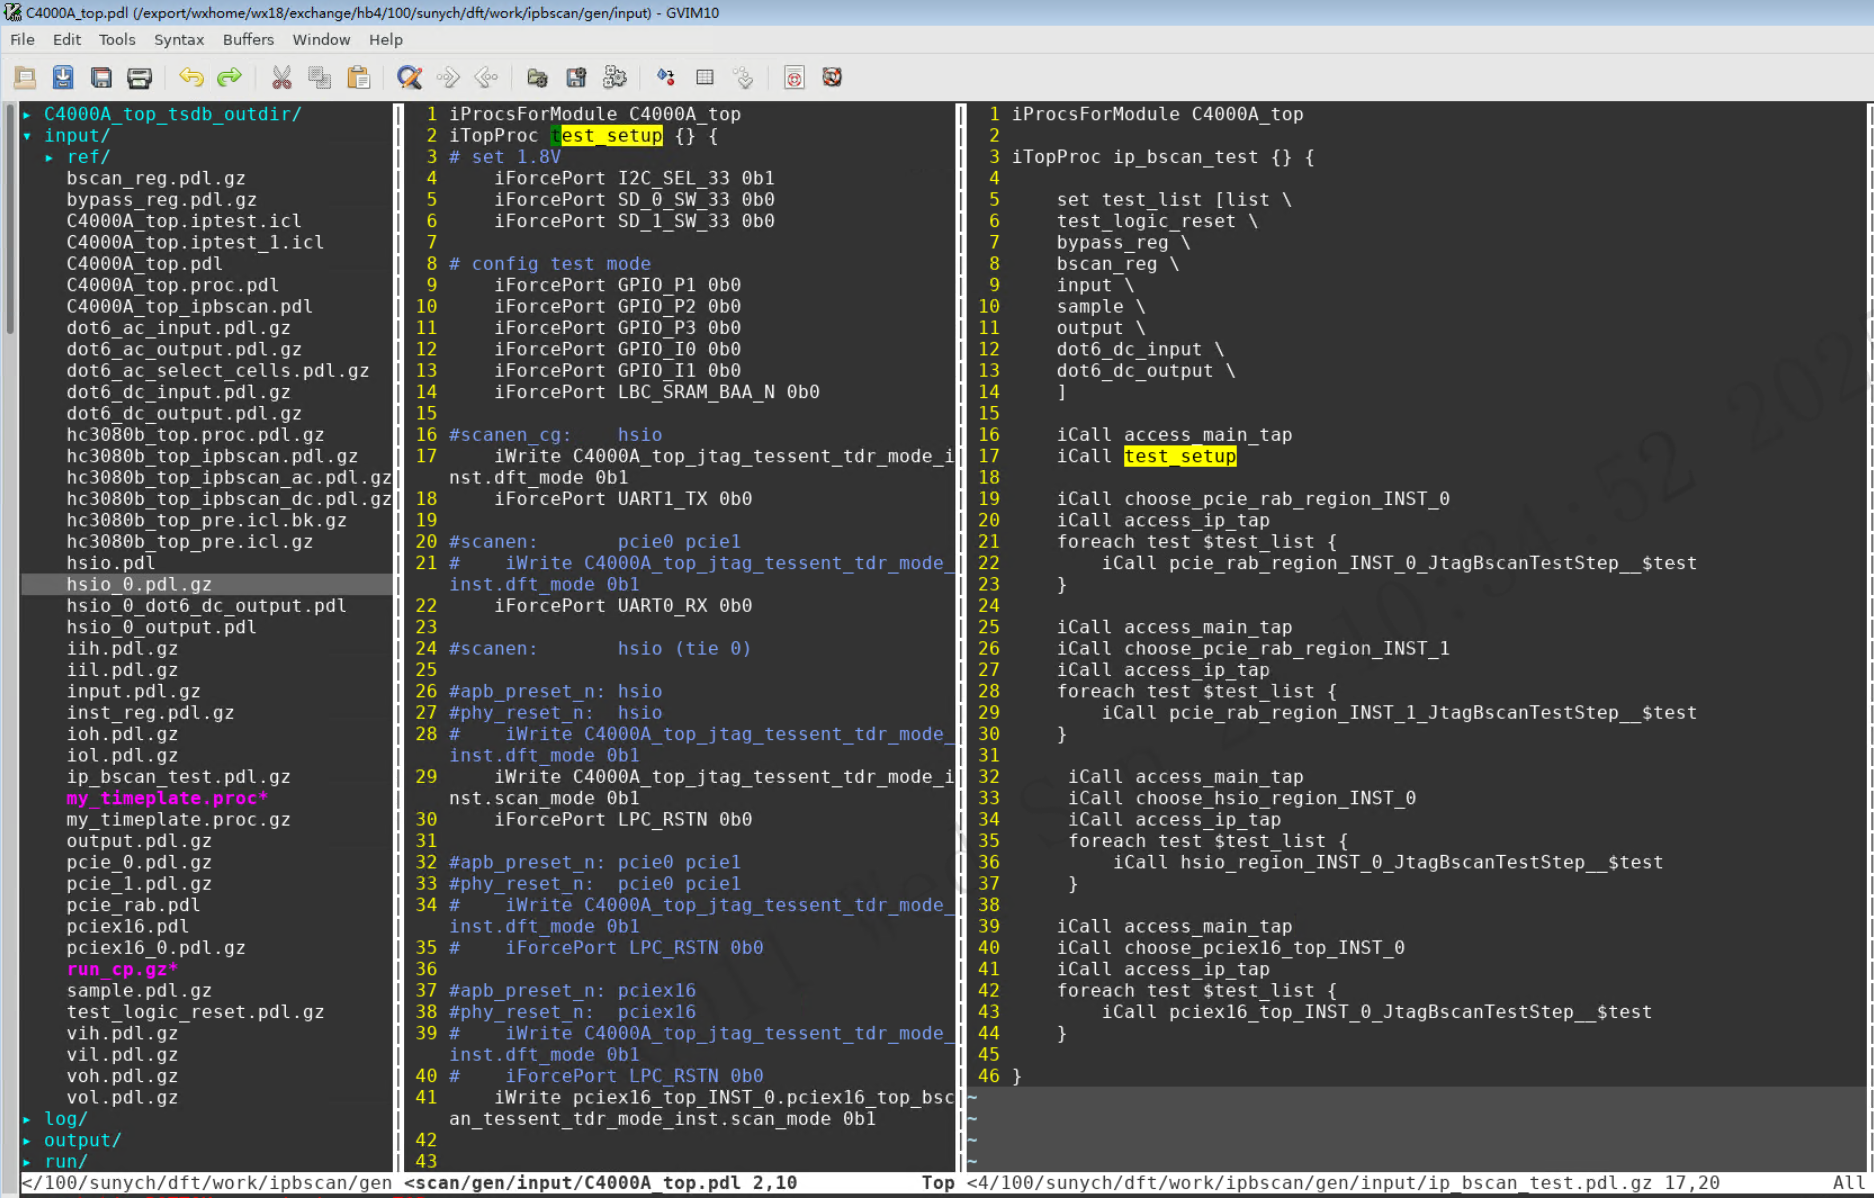 C4000A_top.pdl (/export/wxhome/wx18/exchange/hb4/100/sunych/dft/work/ipbscan/gen/input) - GVIM10
File Edit Tools Syntax Buffers Window Help
▸ C4000A_top_tsdb_outdir/
▾ input/
▸ ref/
bscan_reg.pdl.gz
bypass_reg.pdl.gz
C4000A_top.iptest.icl
C4000A_top.iptest_1.icl
C4000A_top.pdl
C4000A_top.proc.pdl
C4000A_top_ipbscan.pdl
dot6_ac_input.pdl.gz
dot6_ac_output.pdl.gz
dot6_ac_select_cells.pdl.gz
dot6_dc_input.pdl.gz
dot6_dc_output.pdl.gz
hc3080b_top.proc.pdl.gz
hc3080b_top_ipbscan.pdl.gz
hc3080b_top_ipbscan_ac.pdl.gz
hc3080b_top_ipbscan_dc.pdl.gz
hc3080b_top_pre.icl.bk.gz
hc3080b_top_pre.icl.gz
hsio.pdl
hsio_0.pdl.gz
hsio_0_dot6_dc_output.pdl
hsio_0_output.pdl
iih.pdl.gz
iil.pdl.gz
input.pdl.gz
inst_reg.pdl.gz
ioh.pdl.gz
iol.pdl.gz
ip_bscan_test.pdl.gz
my_timeplate.proc*
my_timeplate.proc.gz
output.pdl.gz
pcie_0.pdl.gz
pcie_1.pdl.gz
pcie_rab.pdl
pciex16.pdl
pciex16_0.pdl.gz
run_cp.gz*
sample.pdl.gz
test_logic_reset.pdl.gz
vih.pdl.gz
vil.pdl.gz
voh.pdl.gz
vol.pdl.gz
▸ log/
▸ output/
▸ run/
</100/sunych/dft/work/ipbscan/gen
1 iProcsForModule C4000A_top
2 iTopProc test_setup {} {
3 # set 1.8V
4     iForcePort I2C_SEL_33 0b1
5     iForcePort SD_0_SW_33 0b0
6     iForcePort SD_1_SW_33 0b0
7
8 # config test mode
9     iForcePort GPIO_P1 0b0
10     iForcePort GPIO_P2 0b0
11     iForcePort GPIO_P3 0b0
12     iForcePort GPIO_I0 0b0
13     iForcePort GPIO_I1 0b0
14     iForcePort LBC_SRAM_BAA_N 0b0
15
16 #scanen_cg:    hsio
17     iWrite C4000A_top_jtag_tessent_tdr_mode_i
nst.dft_mode 0b1
18     iForcePort UART1_TX 0b0
19
20 #scanen:       pcie0 pcie1
21 #    iWrite C4000A_top_jtag_tessent_tdr_mode_
inst.dft_mode 0b1
22     iForcePort UART0_RX 0b0
23
24 #scanen:       hsio (tie 0)
25
26 #apb_preset_n: hsio
27 #phy_reset_n:  hsio
28 #    iWrite C4000A_top_jtag_tessent_tdr_mode_
inst.dft_mode 0b1
29     iWrite C4000A_top_jtag_tessent_tdr_mode_i
nst.scan_mode 0b1
30     iForcePort LPC_RSTN 0b0
31
32 #apb_preset_n: pcie0 pcie1
33 #phy_reset_n:  pcie0 pcie1
34 #    iWrite C4000A_top_jtag_tessent_tdr_mode_
inst.dft_mode 0b1
35 #    iForcePort LPC_RSTN 0b0
36
37 #apb_preset_n: pciex16
38 #phy_reset_n:  pciex16
39 #    iWrite C4000A_top_jtag_tessent_tdr_mode_
inst.dft_mode 0b1
40 #    iForcePort LPC_RSTN 0b0
41     iWrite pciex16_top_INST_0.pciex16_top_bsc
an_tessent_tdr_mode_inst.scan_mode 0b1
42
43
<scan/gen/input/C4000A_top.pdl 2,10 Top
1 iProcsForModule C4000A_top
2
3 iTopProc ip_bscan_test {} {
4
5     set test_list [list \
6     test_logic_reset \
7     bypass_reg \
8     bscan_reg \
9     input \
10     sample \
11     output \
12     dot6_dc_input \
13     dot6_dc_output \
14     ]
15
16     iCall access_main_tap
17     iCall test_setup
18
19     iCall choose_pcie_rab_region_INST_0
20     iCall access_ip_tap
21     foreach test $test_list {
22         iCall pcie_rab_region_INST_0_JtagBscanTestStep__$test
23     }
24
25     iCall access_main_tap
26     iCall choose_pcie_rab_region_INST_1
27     iCall access_ip_tap
28     foreach test $test_list {
29         iCall pcie_rab_region_INST_1_JtagBscanTestStep__$test
30     }
31
32      iCall access_main_tap
33      iCall choose_hsio_region_INST_0
34      iCall access_ip_tap
35      foreach test $test_list {
36          iCall hsio_region_INST_0_JtagBscanTestStep__$test
37      }
38
39     iCall access_main_tap
40     iCall choose_pciex16_top_INST_0
41     iCall access_ip_tap
42     foreach test $test_list {
43         iCall pciex16_top_INST_0_JtagBscanTestStep__$test
44     }
45
46 }
~
~
~
~
<4/100/sunych/dft/work/ipbscan/gen/input/ip_bscan_test.pdl.gz 17,20 All